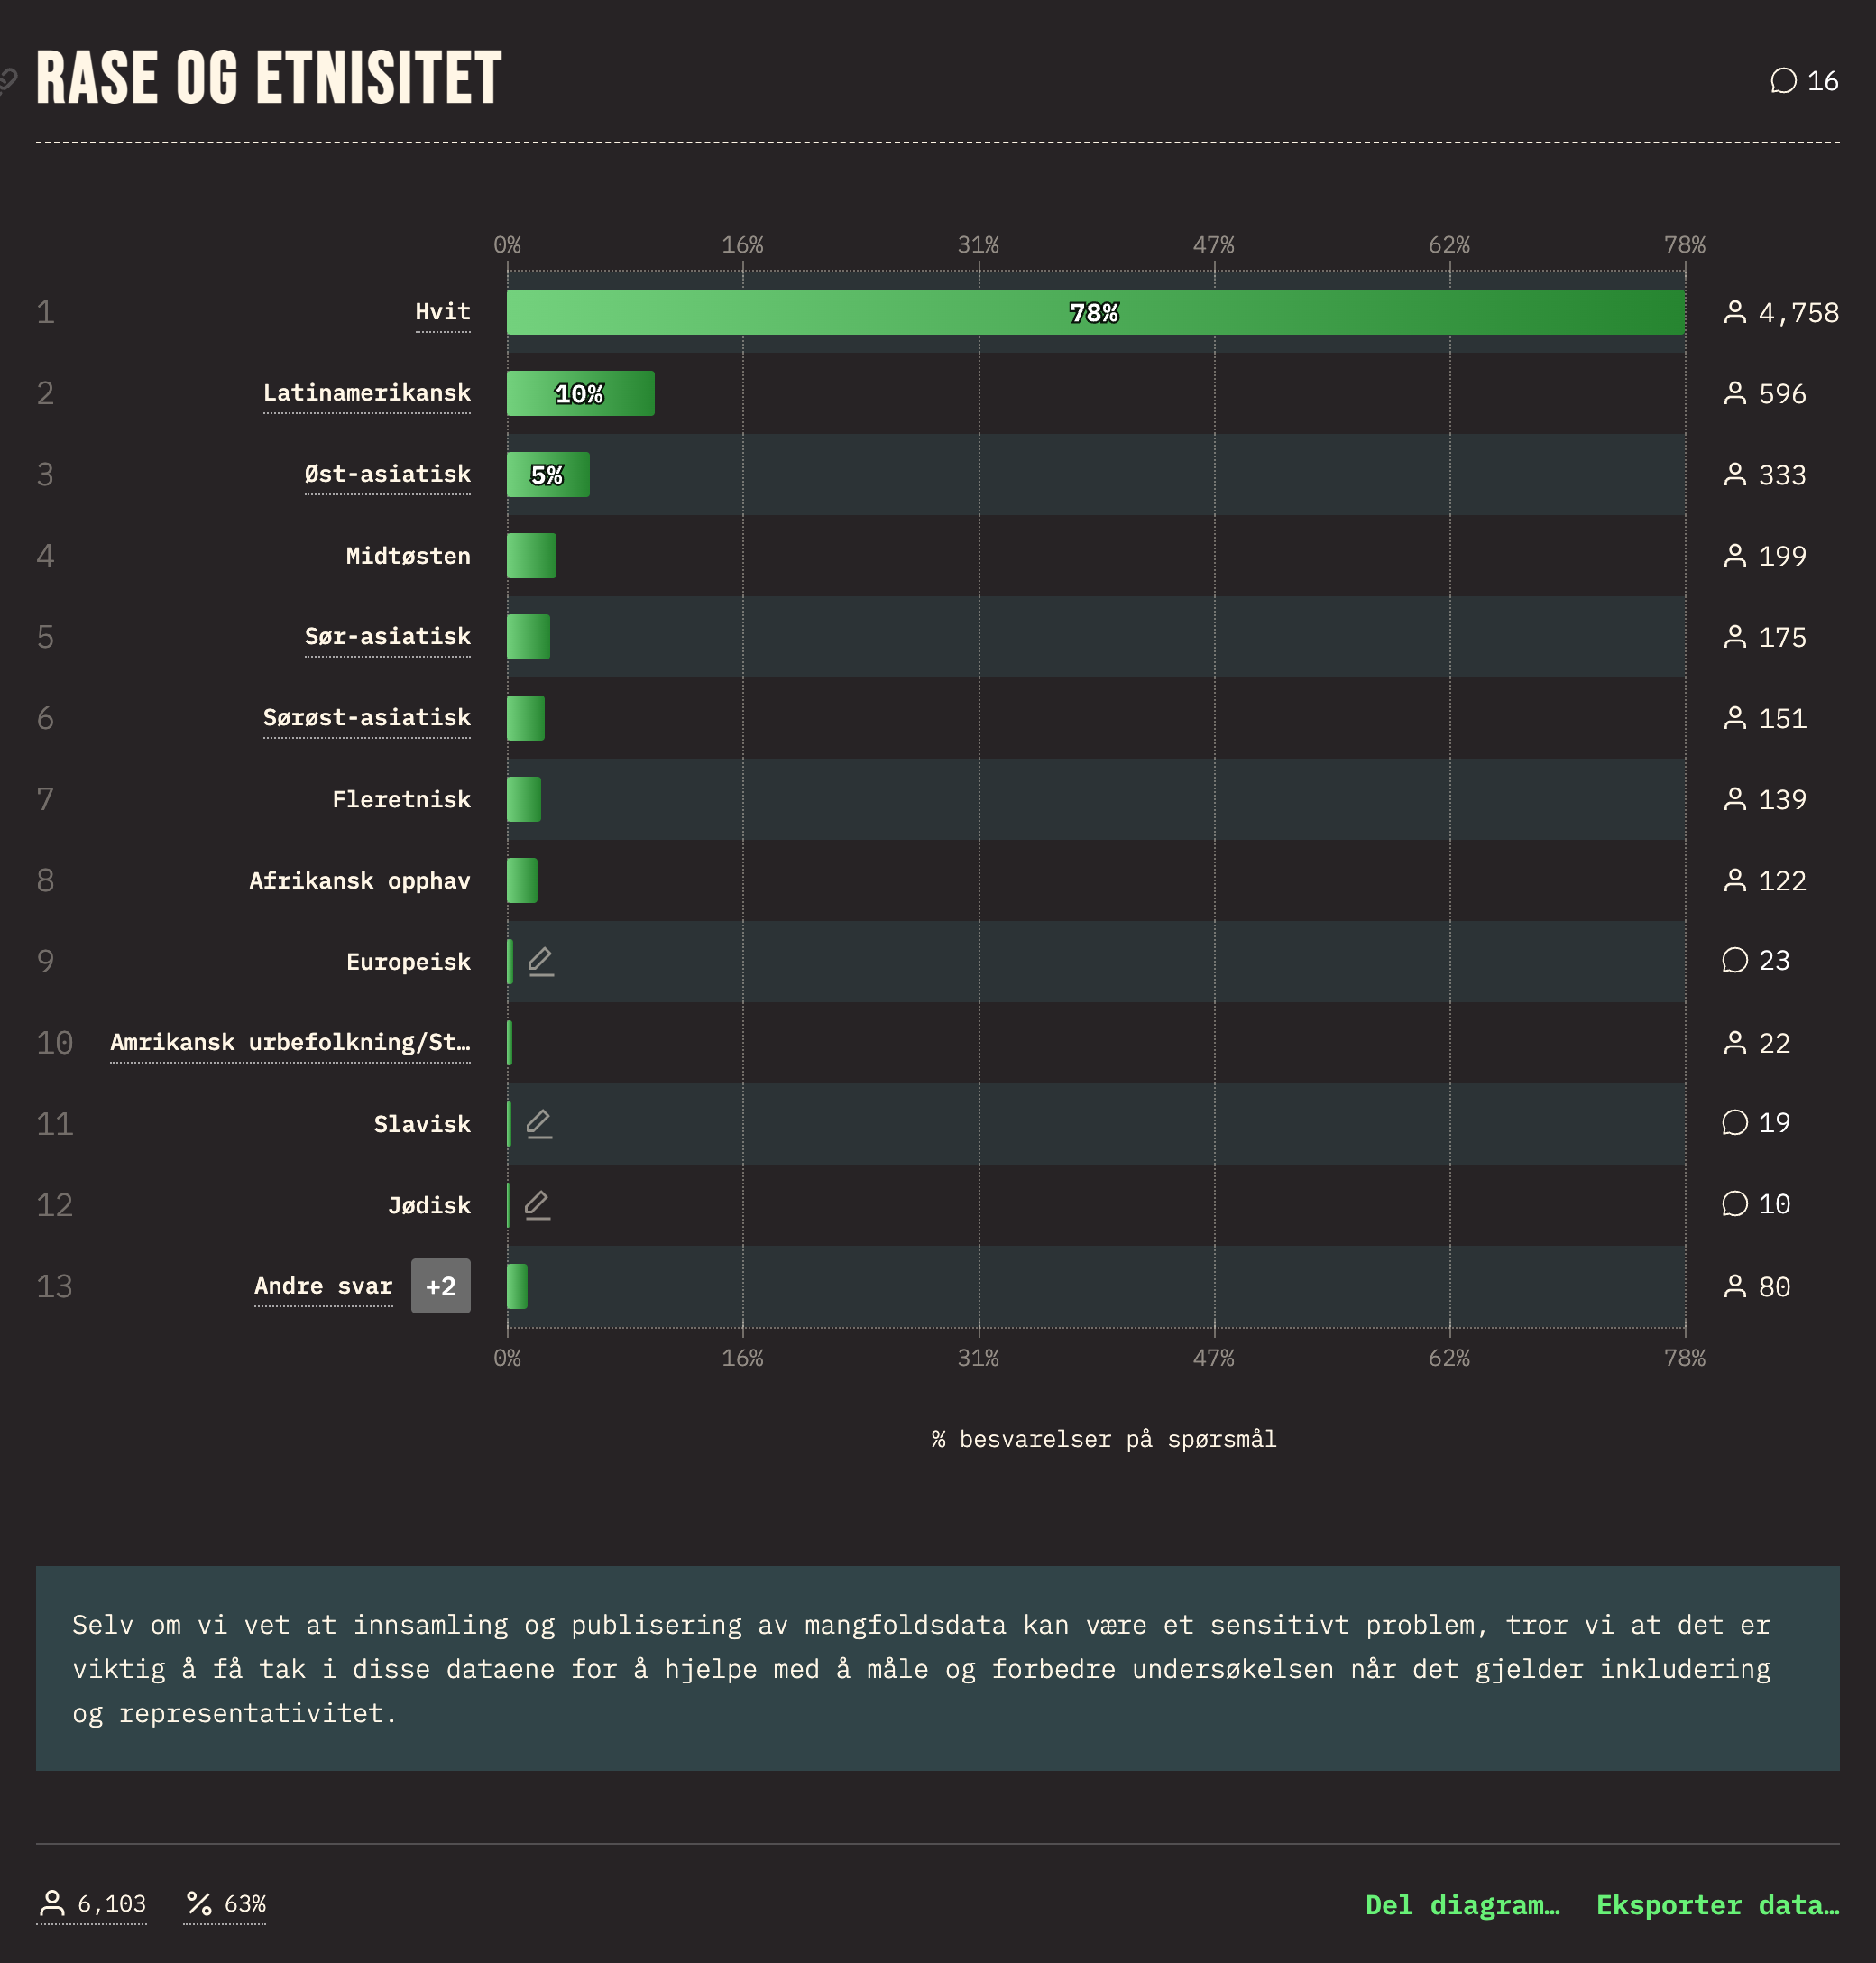 RASE OG ETNISITET
16
0% 16% 31% 47% 62% 78%
1 Hvit 78% 4,758
2 Latinamerikansk 10% 596
3 Øst-asiatisk 5% 333
4 Midtøsten 199
5 Sør-asiatisk 175
6 Sørøst-asiatisk 151
7 Fleretnisk 139
8 Afrikansk opphav 122
9 Europeisk 23
10 Amrikansk urbefolkning/St… 22
11 Slavisk 19
12 Jødisk 10
13 Andre svar +2 80
0% 16% 31% 47% 62% 78%
% besvarelser på spørsmål
Selv om vi vet at innsamling og publisering av mangfoldsdata kan være et sensitivt problem, tror vi at det er
viktig å få tak i disse dataene for å hjelpe med å måle og forbedre undersøkelsen når det gjelder inkludering
og representativitet.
6,103 % 63% Del diagram… Eksporter data…